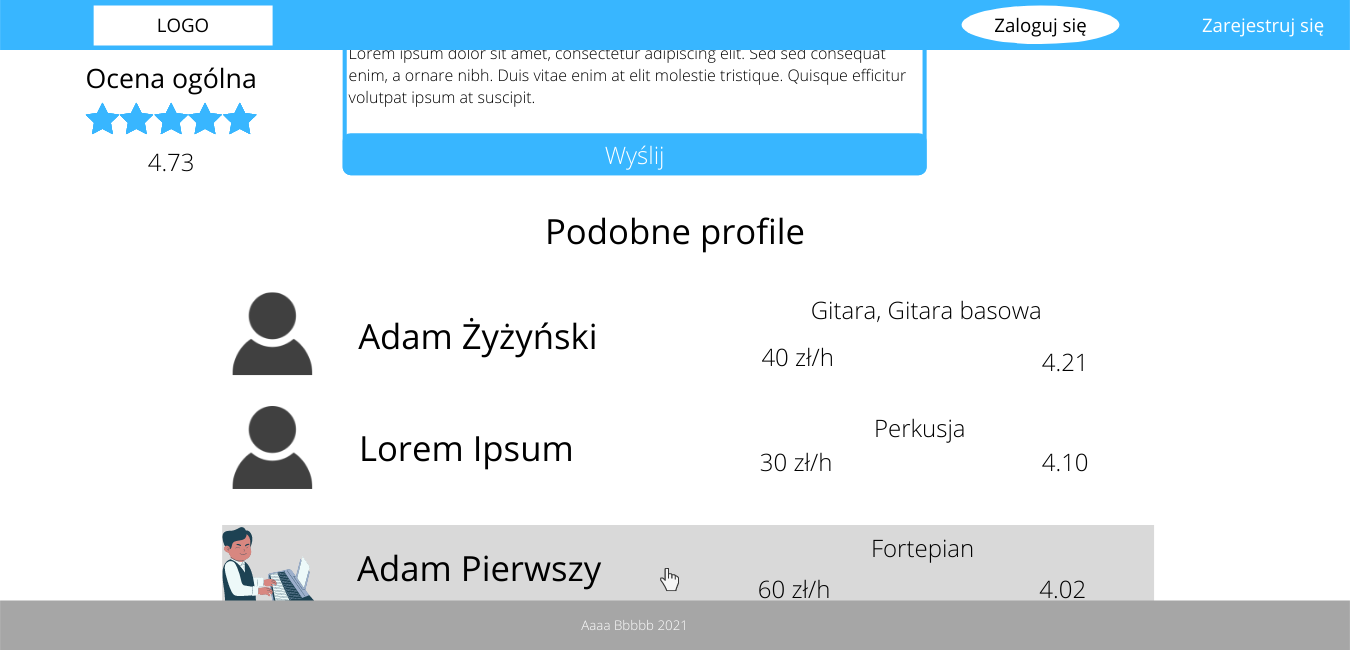 LOGO
Zaloguj się
Zarejestruj się
Ocena ogólna
4.73
Lorem ipsum dolor sit amet, consectetur adipiscing elit. Sed sed consequat
enim, a ornare nibh. Duis vitae enim at elit molestie tristique. Quisque efficitur
volutpat ipsum at suscipit.
Wyślij
Podobne profile
Adam Żyżyński
Gitara, Gitara basowa
40 zł/h
4.21
Lorem Ipsum
Perkusja
30 zł/h
4.10
Adam Pierwszy
Fortepian
60 zł/h
4.02
Aaaa Bbbbb 2021